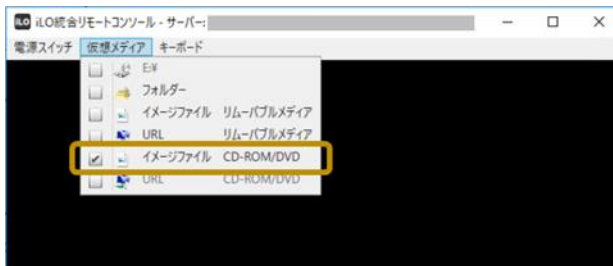 iLO iLO統合リモートコンソール - サーバー:
電源スイッチ 仮想メディア キーボード
E:¥
フォルダー
イメージファイル リムーバブルメディア
URL リムーバブルメディア
イメージファイル CD-ROM/DVD
URL CD-ROM/DVD